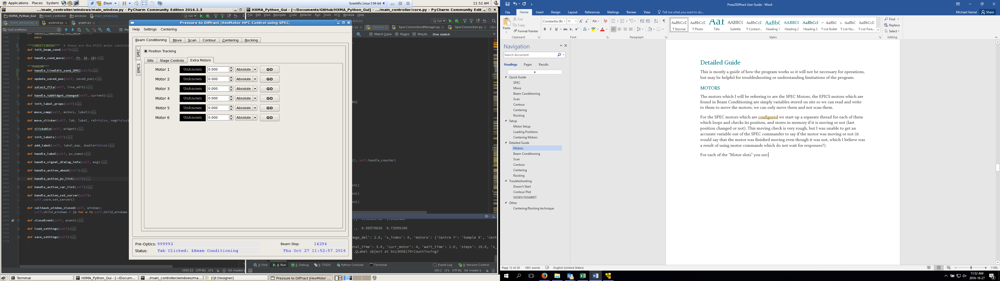 Applications Places System
Player
Scientific Linux 5 64-bit
11:52 AM
.../main_controller/windows/main_window.py - PyCharm Community Edition 2016.2.3
HXMA_Python_Gui
main_controller
windows
main_window.py
run
main_window.py
pydevd.py
graph.py
SetCentMotor
pass
"""CONDITIONING""" # these are the EPICS motor controls
def init_beam_cond(self):...
def handle_cond_move(self, PV, SB, CB):...
"""RANDOM"""
def handle_lineEdit_send_SPEC(self):...
def update_saved_pos(self, saved_pos):...
def select_file(self, line_edit):...
def handle_tabWidget_changed(self, current):...
def init_label_props(self):...
def move_comp(self, motors, label):...
def move_clicker(self, lab, label, rel=False, neg=False)
def clickable(self, widget):...
def init_labels(self):...
def add_label(self, label_map, double=False):...
def handle_label(self, pv_name):...
def handle_signal_dialog_info(self, msg):...
def handle_action_about(self):...
def handle_action_pv_list(self):...
def handle_action_var_list(self):...
def handle_action_set_server(self):
self.core.set_server()
def callback_window_closed(self, window):
self.child_windows = [w for w in self.child_windows
def closeEvent(self, event):...
def load_settings(self):...
def save_settings(self):...
1650:22 UTF-8 LF Git: master
Pressure to Diffract |HexMotor HPC Control using SPEC|
Help Settings Centering
Beam Conditioning Move Scan Contour Centering Rocking
SPEC
EPICS
Position Tracking
Slits Stage Controls Extra Motors
Motor 1 Unknown 0.000 Absolute GO
Motor 2 Unknown 0.000 Absolute GO
Motor 3 Unknown 0.000 Absolute GO
Motor 4 Unknown 0.000 Absolute GO
Motor 5 Unknown 0.000 Absolute GO
Motor 6 Unknown 0.000 Absolute GO
Pre-Optics: 999992 Beam Stop: 14294
Status: Tab Clicked: &Beam Conditioning Thu Oct 27 11:52:57 2016
HXMA_Python_Gui - [~/Documents/GitHub/HXMA_Python_Gui] - .../main_controller/core.py - PyCharm Community Edit
File Edit View Navigate Code Refactor Run Tools VCS Window Help
run
core.py
SpecConnectionsManager.py
SpecConnection.py
Match Case Regex Words One match
RG]
(1, self.handle_counter)
nt()
nt()
nt()
0.98570626 0.72099166
mega_del': 2.0, 'x_index': 0, 'motors': {'Centre Y': 'Sample X', 'Cent
otal_time': 3.0, 'curr_motor': 4, 'wait_time': 1.0, 'steps': 10.0, 'x_
.QLabel object at 0x13608170>Countinuing?
3: Find 4: Run 5: Debug 6: TODO Python Console Terminal Event Log 9: Version Control
165:1 LF UTF-8 Git: master
Terminal
HXMA_Python_Gui - [~/Docum...
.../main_controller/windows/ma...
[Qt Designer]
Pressure to Diffract |HexMotor ...
Press2Diffract User Guide - Word
File Home Insert Design Layout References Mailings Review View Tell me what you want to do...
Michael Hamel Share
Paste
Cut
Copy
Format Painter
Clipboard
Constantia (Bc 11
Font
Paragraph
AaBbCcD AaBbCcD AaB AABBCC AaBbCcD AaBbC AaBbCC AaBbCcI AaBbC AaBbC AaBbCcD
¶ Normal ¶ Photo Title Subtitle ¶ Contact... Heading 1 Heading 2 Heading 3 ¶ List Bullet ¶ List Nu... ¶ List Para...
Styles
Find
Replace
Select
Editing
Navigation
Search document
Headings Pages Results
Quick Guide
SPEC
Move
Beam Conditioning
Scan
Contour
Centering
Rocking
Setup
Motor Setup
Loading Positions
Centering Motors
Detailed Guide
Motors
Beam Conditioning
Scan
Contour
Centering
Rocking
Troubleshooting
Doesn't Start
Contour Plot
SIGSEV/SIGABRIT
Other
Centering/Rocking technique
Detailed Guide
This is mostly a guide of how the program works so it will not be necessary for operations,
but may be helpful for troubleshooting or understanding limitations of the program.
MOTORS
The motors which I will be referring to are the SPEC Motors, the EPICS motors which are
found in Beam Conditioning are simply variables stored on site so we can read and write
to them to move the motors, we can only move them and not scan them.
For the SPEC motors which are configured we start up a separate thread for each of them
which loops and checks its position, and stores in memory if it is moving or not (last
position changed or not). This moving check is very rough, but I was unable to get an
accurate variable out of the SPEC commander to say if the motor was moving or not (it
would say that the motor was finished moving even though it was not, which I believe was
a result of using motor commands which do not wait for responses?).
For each of the “Motor slots” you see:
Page 12 of 20 1801 words English (United States) 110%
11:52 AM
2016-10-27